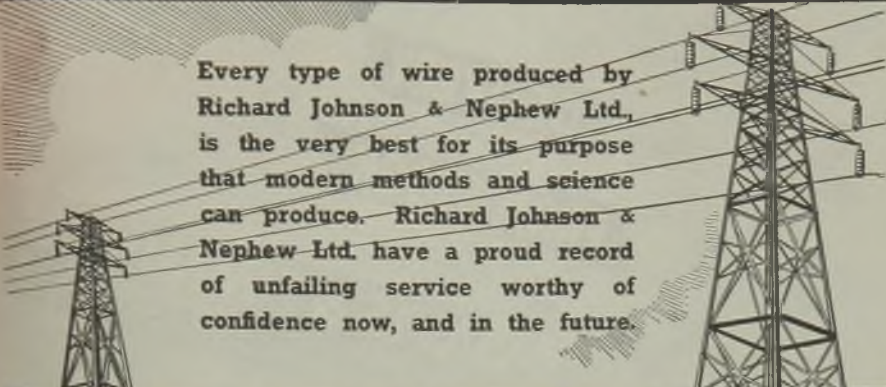 Every type of wire produced by
Richard Johnson & Nephew Ltd.,
is the very best for its purpose
that modern methods and science
can produce. Richard Johnson &
Nephew Ltd. have a proud record
of unfailing service worthy of
confidence now, and in the future.